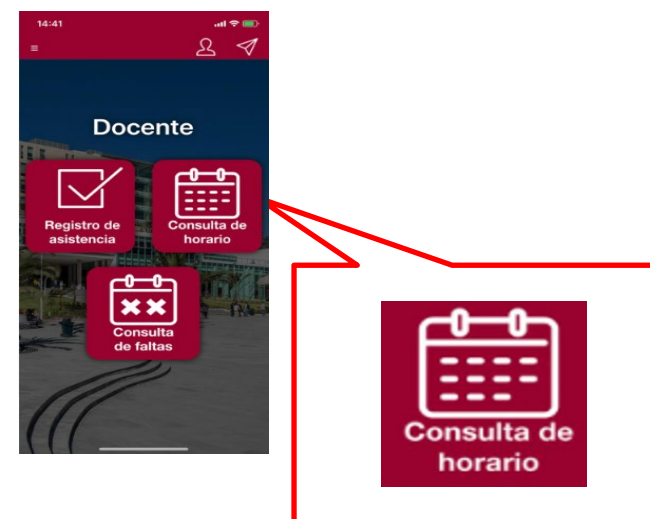 14:41
Docente
Registro de
asistencia
Consulta de
horario
Consulta
de faltas
Consulta de
horario